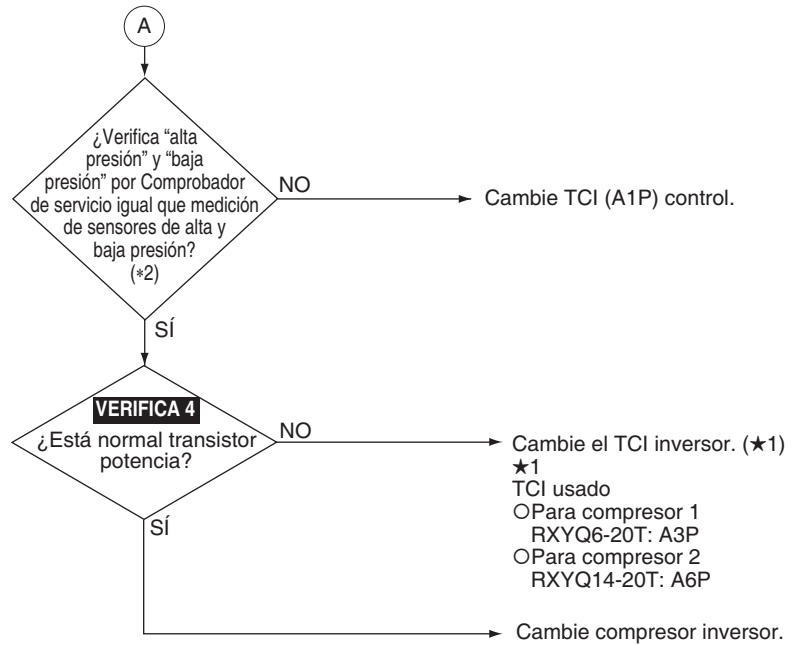 A
¿Verifica “alta
presión” y “baja
presión” por Comprobador
de servicio igual que medición
de sensores de alta y
baja presión?
(*2)
NO
Cambie TCI (A1P) control.
SÍ
VERIFICA 4
¿Está normal transistor
potencia?
NO
Cambie el TCI inversor. (★1)
★1
TCI usado
○Para compresor 1
RXYQ6-20T: A3P
○Para compresor 2
RXYQ14-20T: A6P
SÍ
Cambie compresor inversor.